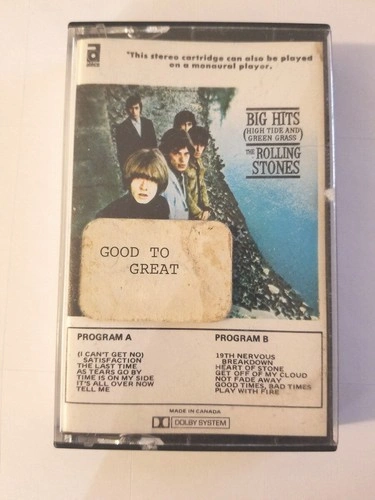 abkco
"This stereo cartridge can also be played
on a monaural player.
BIG HITS
(HIGH TIDE AND
GREEN GRASS)
THE ROLLING
STONES
GOOD TO
GREAT
PROGRAM A
(I CAN'T GET NO)
SATISFACTION
THE LAST TIME
AS TEARS GO BY
TIME IS ON MY SIDE
IT'S ALL OVER NOW
TELL ME
PROGRAM B
19TH NERVOUS
BREAKDOWN
HEART OF STONE
GET OFF OF MY CLOUD
NOT FADE AWAY
GOOD TIMES, BAD TIMES
PLAY WITH FIRE
MADE IN CANADA
DOLBY SYSTEM